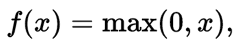 f(x) = max(0, x),